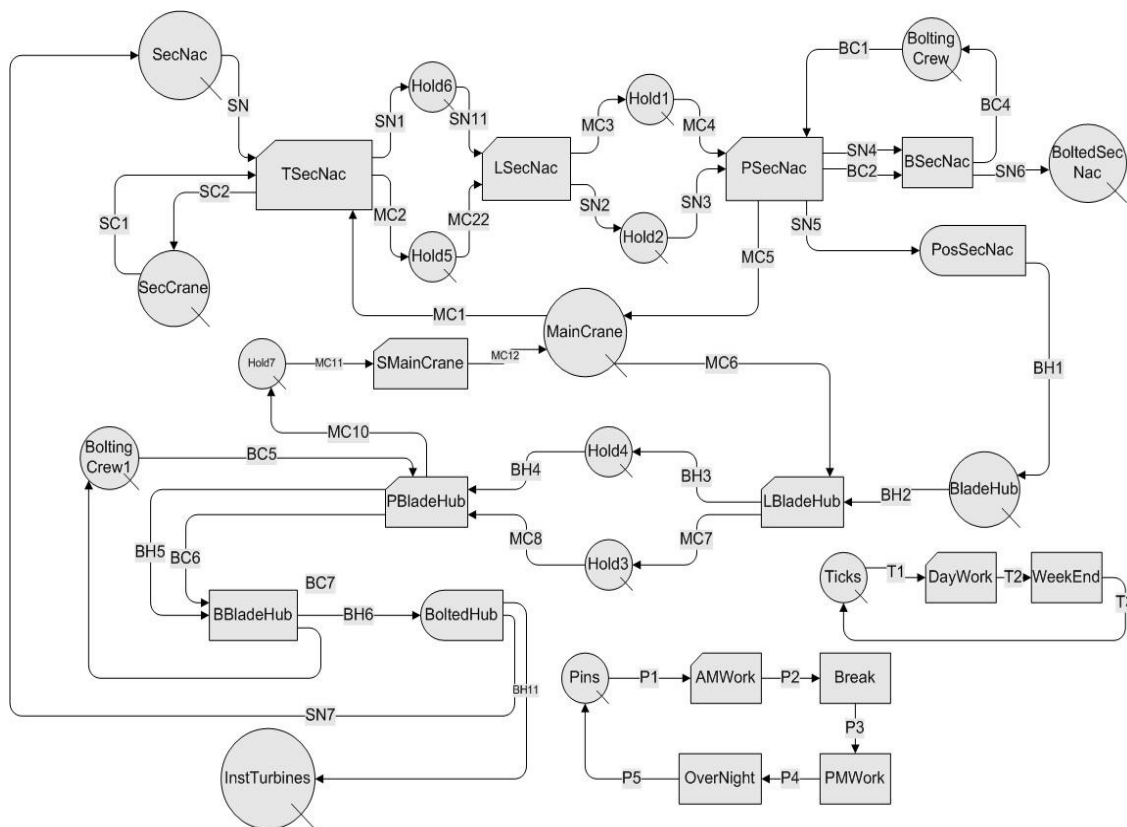 SecNac
SN
TSecNac
SC1
SC2
SecCrane
SN1
Hold6
SN11
MC2
Hold5
MC22
LSecNac
MC3
Hold1
MC4
SN2
Hold2
SN3
PSecNac
BC1
Bolting
Crew
BC4
SN4
BC2
BSecNac
SN6
BoltedSec
Nac
SN5
MC5
PosSecNac
BH1
MC1
MainCrane
Hold7
MC11
SMainCrane
MC12
MC6
MC10
Bolting
Crew1
BC5
PBladeHub
BH4
Hold4
BH3
MC8
Hold3
MC7
LBladeHub
BH2
BladeHub
BH5
BC6
BC7
BBladeHub
BH6
BoltedHub
BH11
SN7
InstTurbines
Ticks
T1
DayWork
T2
WeekEnd
Pins
P1
AMWork
P2
Break
P3
P5
OverNight
P4
PMWork